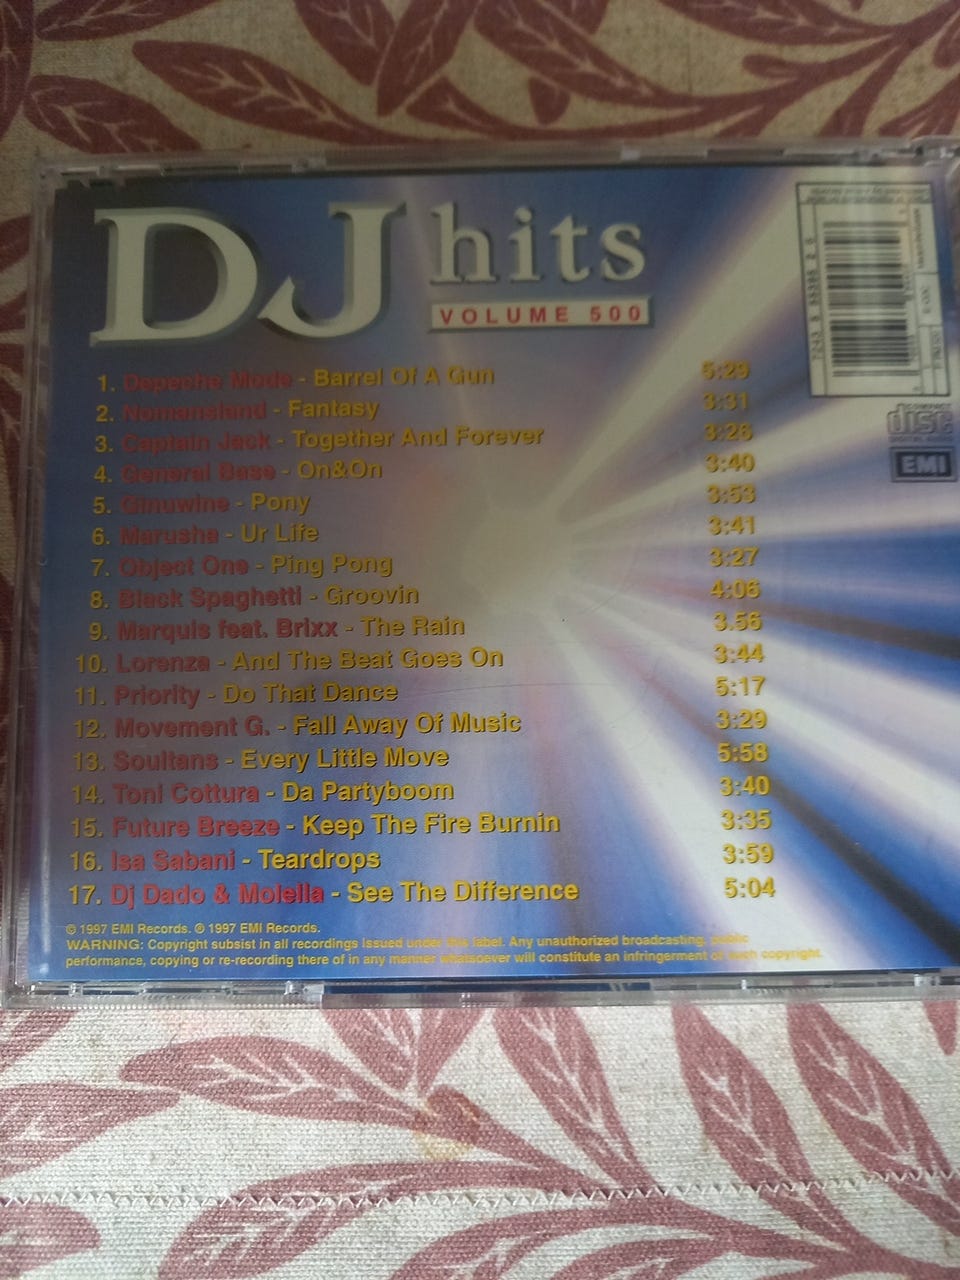 DJ hits
VOLUME 500
1. Depeche Mode - Barrel Of A Gun 5:29
2. Nomansland - Fantasy 3:31
3. Captain Jack - Together And Forever 3:26
4. General Base - On&On 3:40
5. Ginuwine - Pony 3:53
6. Marusha - Ur Life 3:41
7. Object One - Ping Pong 3:27
8. Black Spaghetti - Groovin 4:06
9. Marquis feat. Brixx - The Rain 3.56
10. Lorenza - And The Beat Goes On 3:44
11. Priority - Do That Dance 5:17
12. Movement G. - Fall Away Of Music 3:29
13. Soultans - Every Little Move 5:58
14. Toni Cottura - Da Partyboom 3:40
15. Future Breeze - Keep The Fire Burnin 3:35
16. Isa Sabani - Teardrops 3:59
17. Dj Dado & Molella - See The Difference 5:04
© 1997 EMI Records. ® 1997 EMI Records.
WARNING: Copyright subsist in all recordings issued under this label. Any unauthorized broadcasting, public
performance, copying or re-recording there of in any manner whatsoever will constitute an infringement of such copyright.
COMPACT
disc
DIGITAL AUDIO
EMI